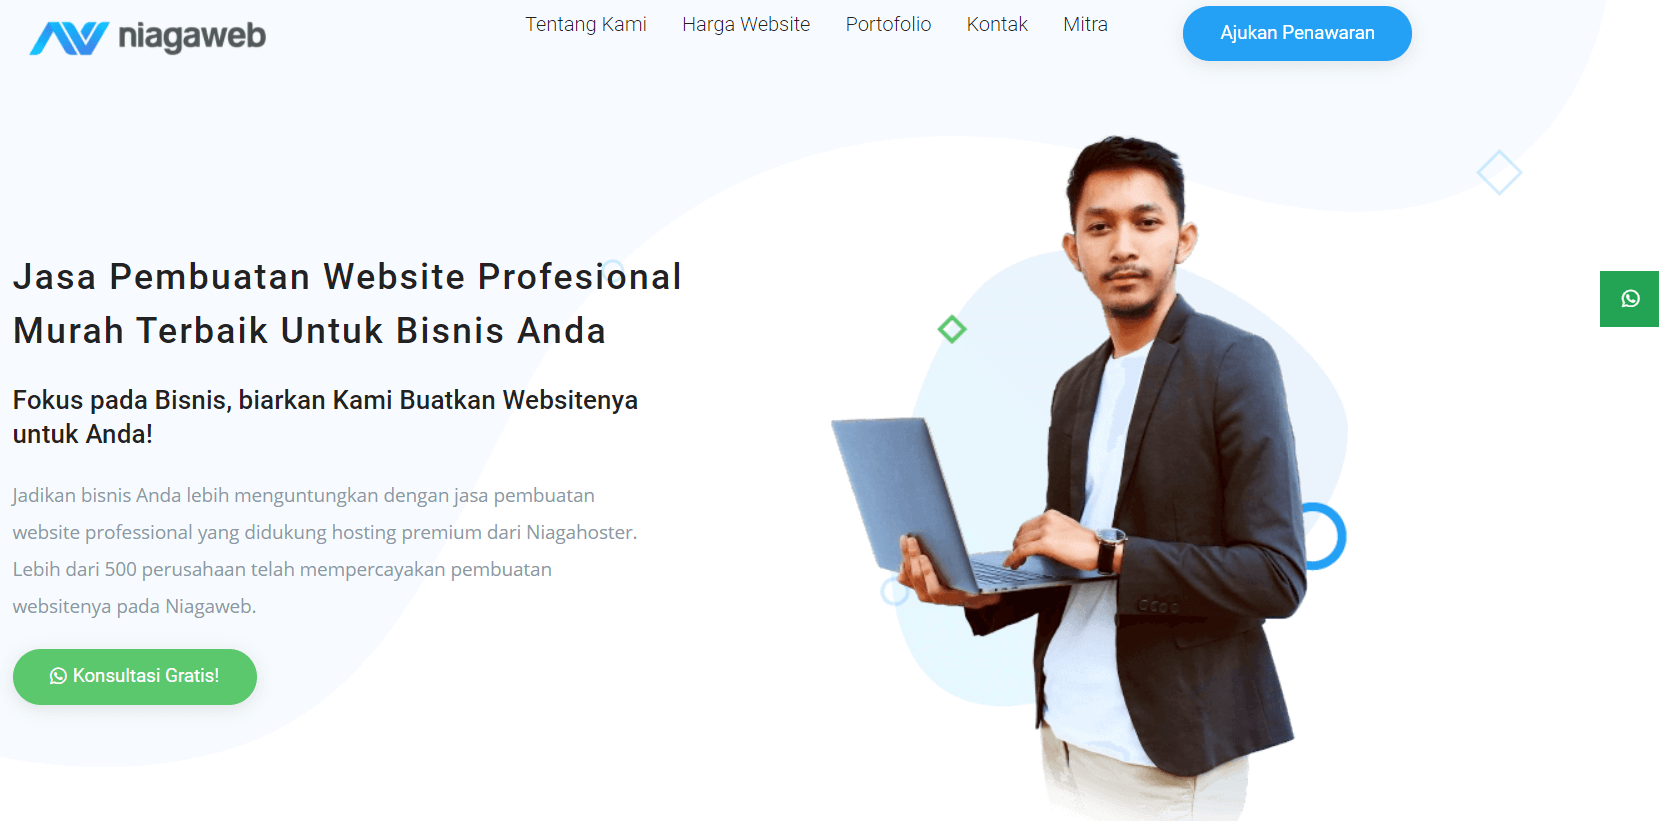 niagaweb
Tentang Kami
Harga Website
Portofolio
Kontak
Mitra
Ajukan Penawaran
Jasa Pembuatan Website Profesional
Murah Terbaik Untuk Bisnis Anda
Fokus pada Bisnis, biarkan Kami Buatkan Websitenya
untuk Anda!
Jadikan bisnis Anda lebih menguntungkan dengan jasa pembuatan
website professional yang didukung hosting premium dari Niagahoster.
Lebih dari 500 perusahaan telah mempercayakan pembuatan
websitenya pada Niagaweb.
Konsultasi Gratis!